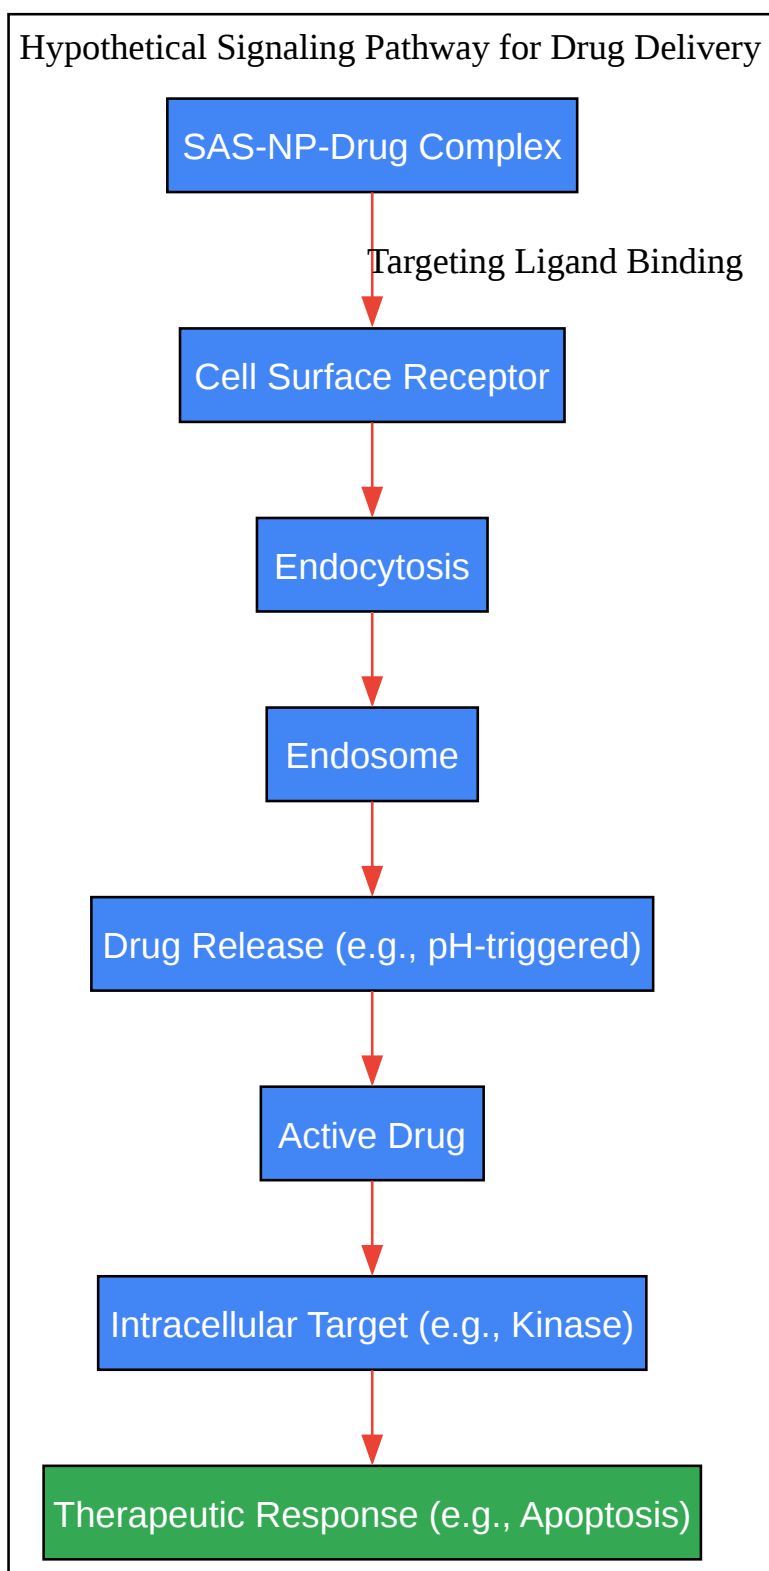 Hypothetical Signaling Pathway for Drug Delivery
SAS-NP-Drug Complex
Targeting Ligand Binding
Cell Surface Receptor
Endocytosis
Endosome
Drug Release (e.g., pH-triggered)
Active Drug
Intracellular Target (e.g., Kinase)
Therapeutic Response (e.g., Apoptosis)